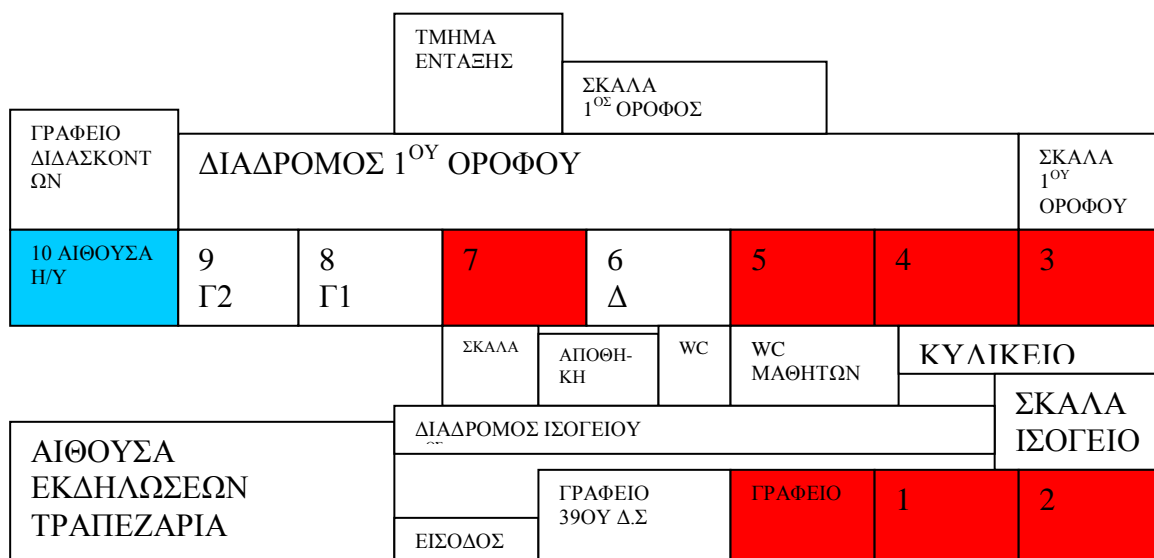 ΤΜΗΜΑ
ΕΝΤΑΞΗΣ
ΣΚΑΛΑ
1ΟΣ ΟΡΟΦΟΣ
ΓΡΑΦΕΙΟ
ΔΙΔΑΣΚΟΝΤ
ΩΝ
ΔΙΑΔΡΟΜΟΣ 1ΟΥ ΟΡΟΦΟΥ
ΣΚΑΛΑ
1ΟΥ
ΟΡΟΦΟΥ
10 ΑΙΘΟΥΣΑ
Η/Υ
9
Γ2
8
Γ1
7
6
Δ
5
4
3
ΣΚΑΛΑ
ΑΠΟΘΗ-
ΚΗ
WC
WC
ΜΑΘΗΤΩΝ
ΚΥΛΙΚΕΙΟ
ΣΚΑΛΑ
ΙΣΟΓΕΙΟ
ΔΙΑΔΡΟΜΟΣ ΙΣΟΓΕΙΟΥ
ΑΙΘΟΥΣΑ
ΕΚΔΗΛΩΣΕΩΝ
ΤΡΑΠΕΖΑΡΙΑ
ΕΙΣΟΔΟΣ
ΓΡΑΦΕΙΟ
39ΟΥ Δ.Σ
ΓΡΑΦΕΙΟ
1
2